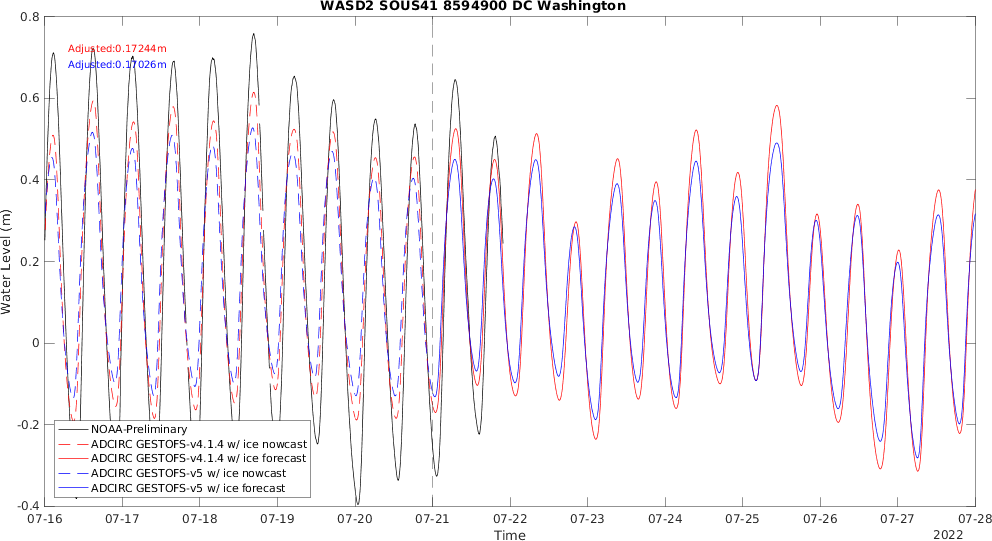 WASD2 SOUS41 8594900 DC Washington
0.8
Adjusted:0.17244m
Adjusted:0.17026m
0.6
0.4
0.2
0
-0.2
-0.4
Water Level (m)
NOAA-Preliminary
ADCIRC GESTOFS-v4.1.4 w/ ice nowcast
ADCIRC GESTOFS-v4.1.4 w/ ice forecast
ADCIRC GESTOFS-v5 w/ ice nowcast
ADCIRC GESTOFS-v5 w/ ice forecast
07-16 07-17 07-18 07-19 07-20 07-21 07-22 07-23 07-24 07-25 07-26 07-27 07-28
Time
2022